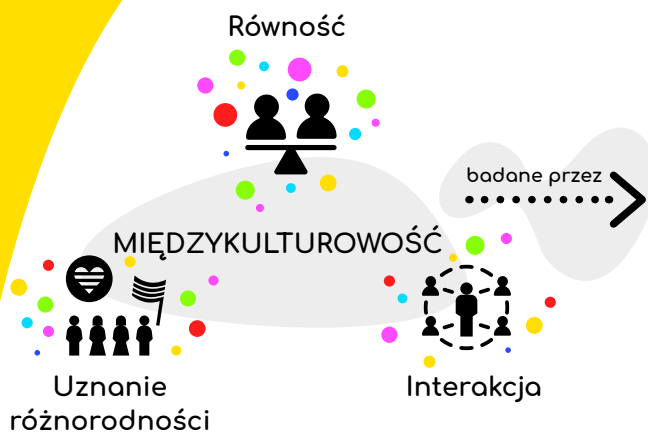 Równość
badane przez
MIĘDZYKULTUROWOŚĆ
Uznanie
różnorodności
Interakcja